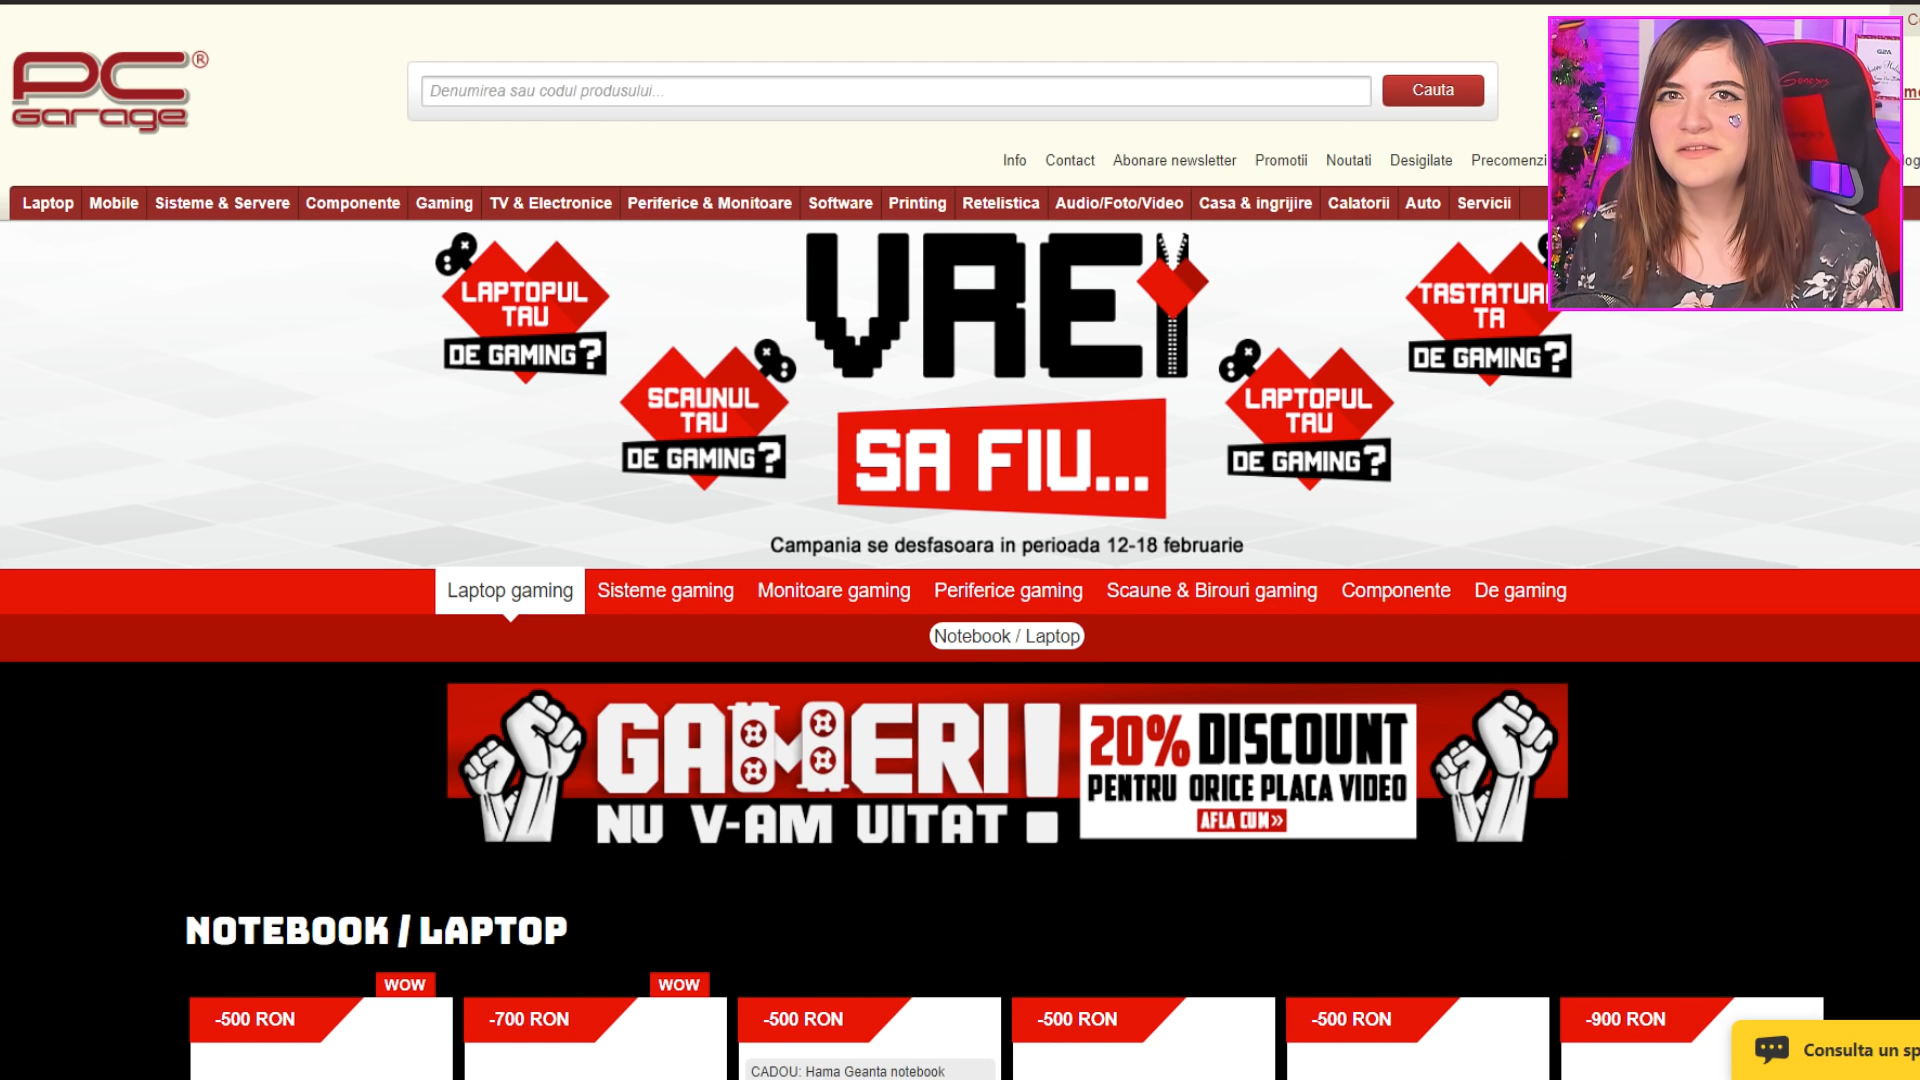 PC Garage®
Denumirea sau codul produsului...
Cauta
Info Contact Abonare newsletter Promotii Noutati Desigilate Precomenzi
Laptop Mobile Sisteme & Servere Componente Gaming TV & Electronice Periferice & Monitoare Software Printing Retelistica Audio/Foto/Video Casa & ingrijire Calatorii Auto Servicii
LAPTOPUL
TAU
DE GAMING?
SCAUNUL
TAU
DE GAMING?
VREI
SA FIU...
LAPTOPUL
TAU
DE GAMING?
TASTATUR
TA
DE GAMING?
Campania se desfasoara in perioada 12-18 februarie
Laptop gaming Sisteme gaming Monitoare gaming Periferice gaming Scaune & Birouri gaming Componente De gaming
Notebook / Laptop
GAMERI!
NU V-AM UITAT
20% DISCOUNT
PENTRU ORICE PLACA VIDEO
AFLA CUM»
NOTEBOOK / LAPTOP
WOW WOW
-500 RON -700 RON -500 RON -500 RON -500 RON -900 RON
CADOU: Hama Geanta notebook
Consulta un sp